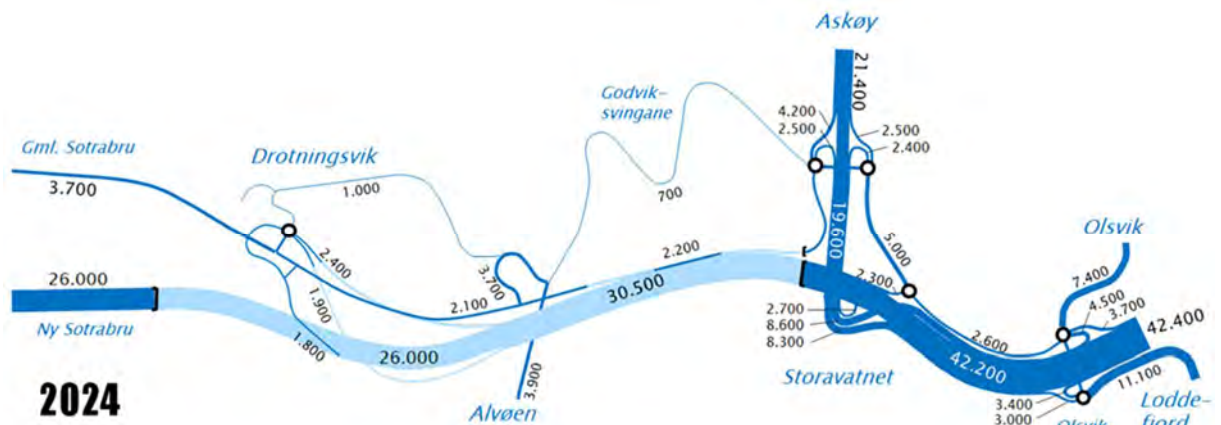 Askøy
21.400
Godvik-
svingane
4.200
2.500
2.500
2.400
Gml. Sotrabru
3.700
Drotningsvik
1.000
700
19.600
5.000
Olsvik
7.400
26.000
Ny Sotrabru
2.400
3.700
2.200
2.300
1.900
2.100
30.500
2.700
8.600
8.300
4.500
3.700
42.400
1.800
26.000
2.600
42.200
Storavatnet
11.100
3.900
Alvøen
3.400
3.000
Olsvik
Lodde-
fjord
2024